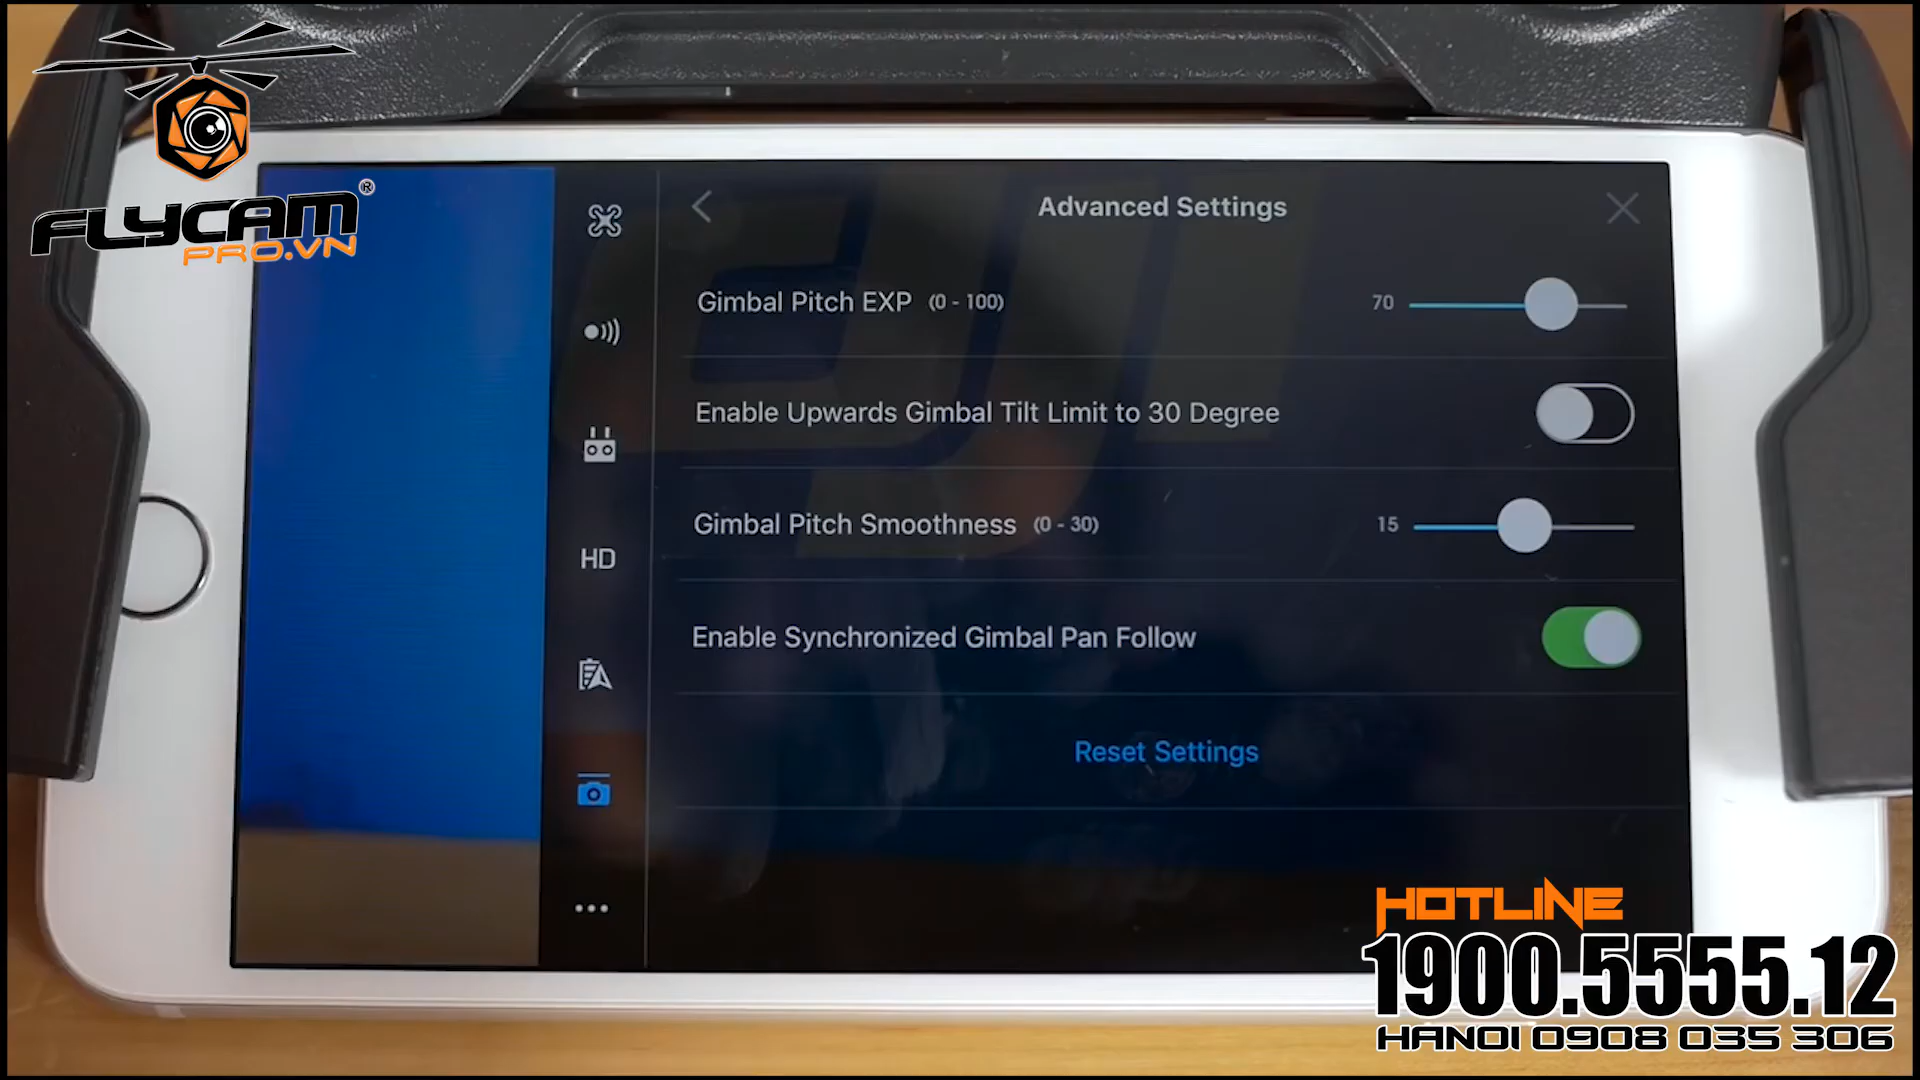 FLYCAM®
PRO.VN
Advanced Settings
Gimbal Pitch EXP (0 - 100) 70
Enable Upwards Gimbal Tilt Limit to 30 Degree
Gimbal Pitch Smoothness (0 - 30) 15
HD
Enable Synchronized Gimbal Pan Follow
Reset Settings
HOTLINE
1900.5555.12
HANOI 0908 035 306